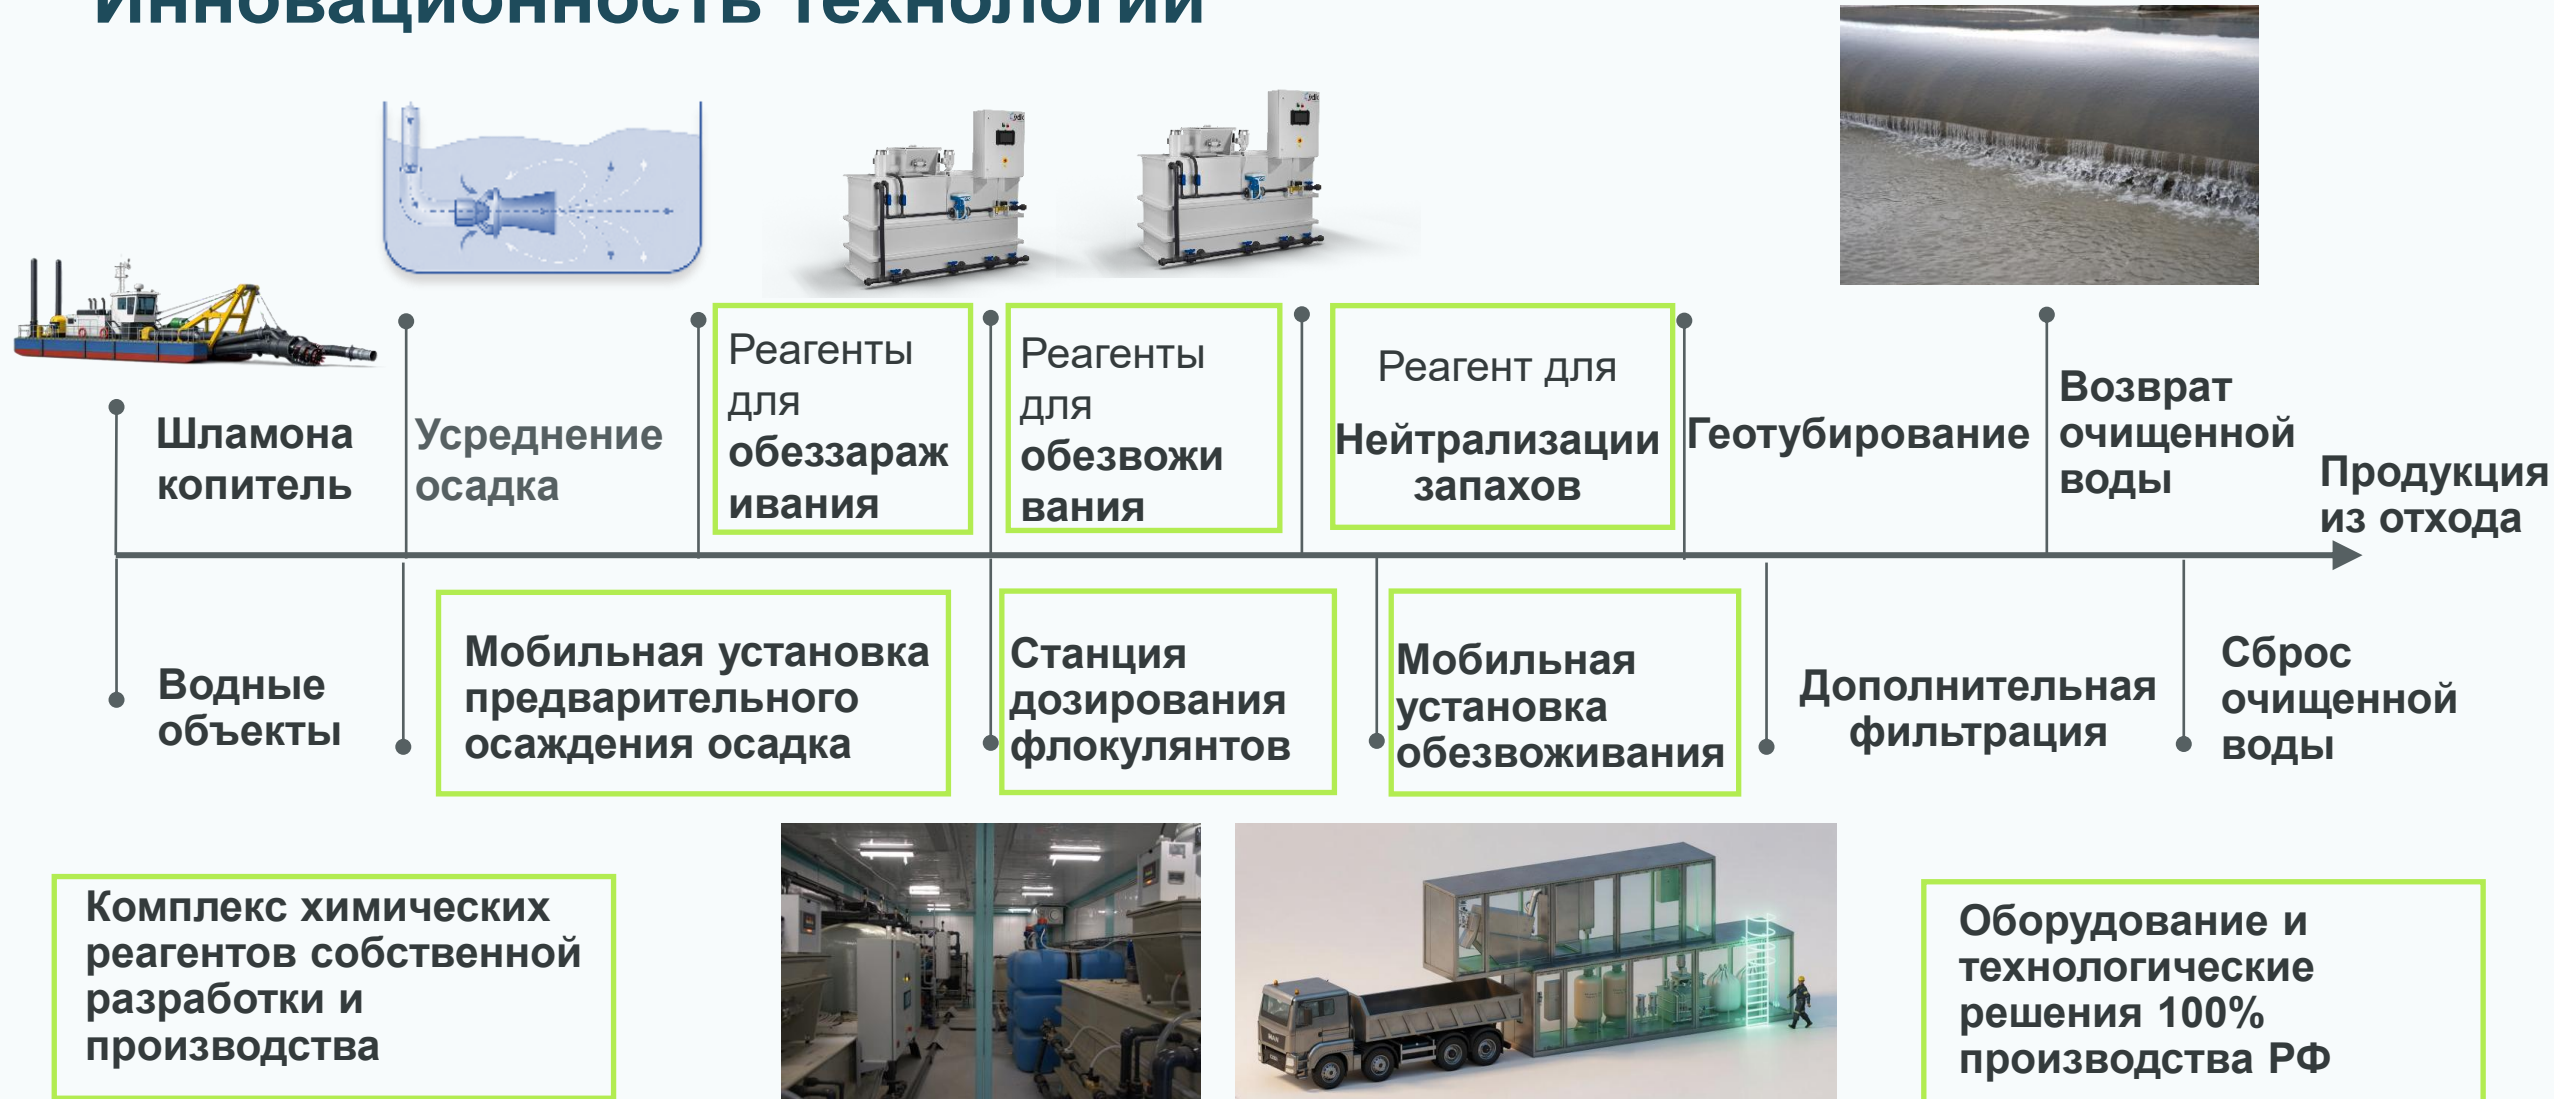 Инновационность технологии
Реагенты
для
обеззараж
ивания
Реагенты
для
обезвожи
вания
Реагент для
Нейтрализации
запахов
Шламона
копитель
Усреднение
осадка
Геотубирование
Возврат
очищенной
воды
Продукция
из отхода
Водные
объекты
Мобильная установка
предварительного
осаждения осадка
Станция
дозирования
флокулянтов
Мобильная
установка
обезвоживания
Дополнительная
фильтрация
Сброс
очищенной
воды
Комплекс химических
реагентов собственной
разработки и
производства
MAN
Оборудование и
технологические
решения 100%
производства РФ